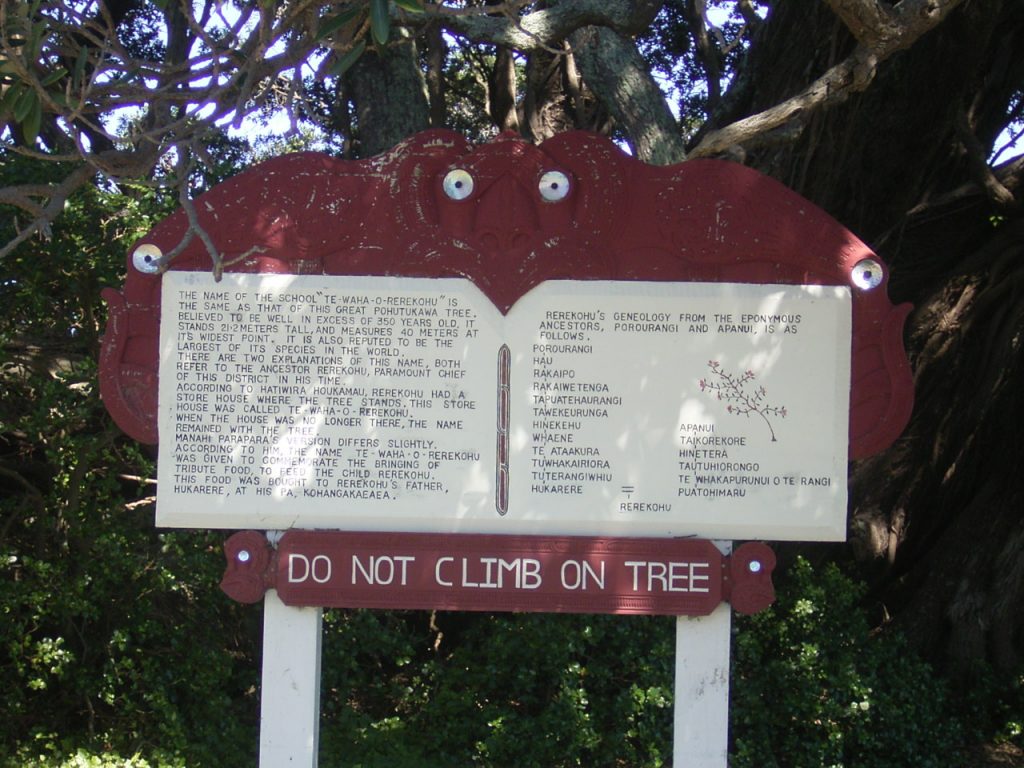 THE NAME OF THE SCHOOL "TE-WAHA-O-REREKOHU" IS
THE SAME AS THAT OF THIS GREAT POHUTUKAWA TREE.
BELIEVED TO BE WELL IN EXCESS OF 350 YEARS OLD, IT
STANDS 21·2 METERS TALL, AND MEASURES 40 METERS AT
ITS WIDEST POINT. IT IS ALSO REPUTED TO BE THE
LARGEST OF ITS SPECIES IN THE WORLD.
THERE ARE TWO EXPLANATIONS OF THIS NAME, BOTH
REFER TO THE ANCESTOR REREKOHU, PARAMOUNT CHIEF
OF THIS DISTRICT IN HIS TIME.
ACCORDING TO HATIWIRA HOUKAMAU, REREKOHU HAD A
STORE HOUSE WHERE THE TREE STANDS. THIS STORE
HOUSE WAS CALLED TE-WAHA-O-REREKOHU.
WHEN THE HOUSE WAS NO LONGER THERE, THE NAME
REMAINED WITH THE TREE.
MANAHI PARAPARA'S VERSION DIFFERS SLIGHTLY.
ACCORDING TO HIM, THE NAME TE-WAHA-O-REREKOHU
WAS GIVEN TO COMMEMORATE THE BRINGING OF
TRIBUTE FOOD, TO FEED THE CHILD REREKOHU.
THIS FOOD WAS BOUGHT TO REREKOHU'S FATHER,
HUKARERE, AT HIS PA, KOHANGAKAEAEA.
REREKOHU'S GENEOLOGY FROM THE EPONYMOUS
ANCESTORS, POROURANGI AND APANUI, IS AS
FOLLOWS.
POROURANGI
HAU
RAKAIPO
RAKAIWETENGA
TAPUATEHAURANGI
TAWEKEURUNGA
HINEKEHU
WHAENE
TE ATAAKURA
TUWHAKAIRIORA
TUTERANGIWHIU
HUKARERE
APANUI
TAIKOREKORE
HINETERA
TAUTUHIORONGO
TE WHAKAPURUNUI O TE RANGI
PUATOHIMARU
=
REREKOHU
DO NOT CLIMB ON TREE